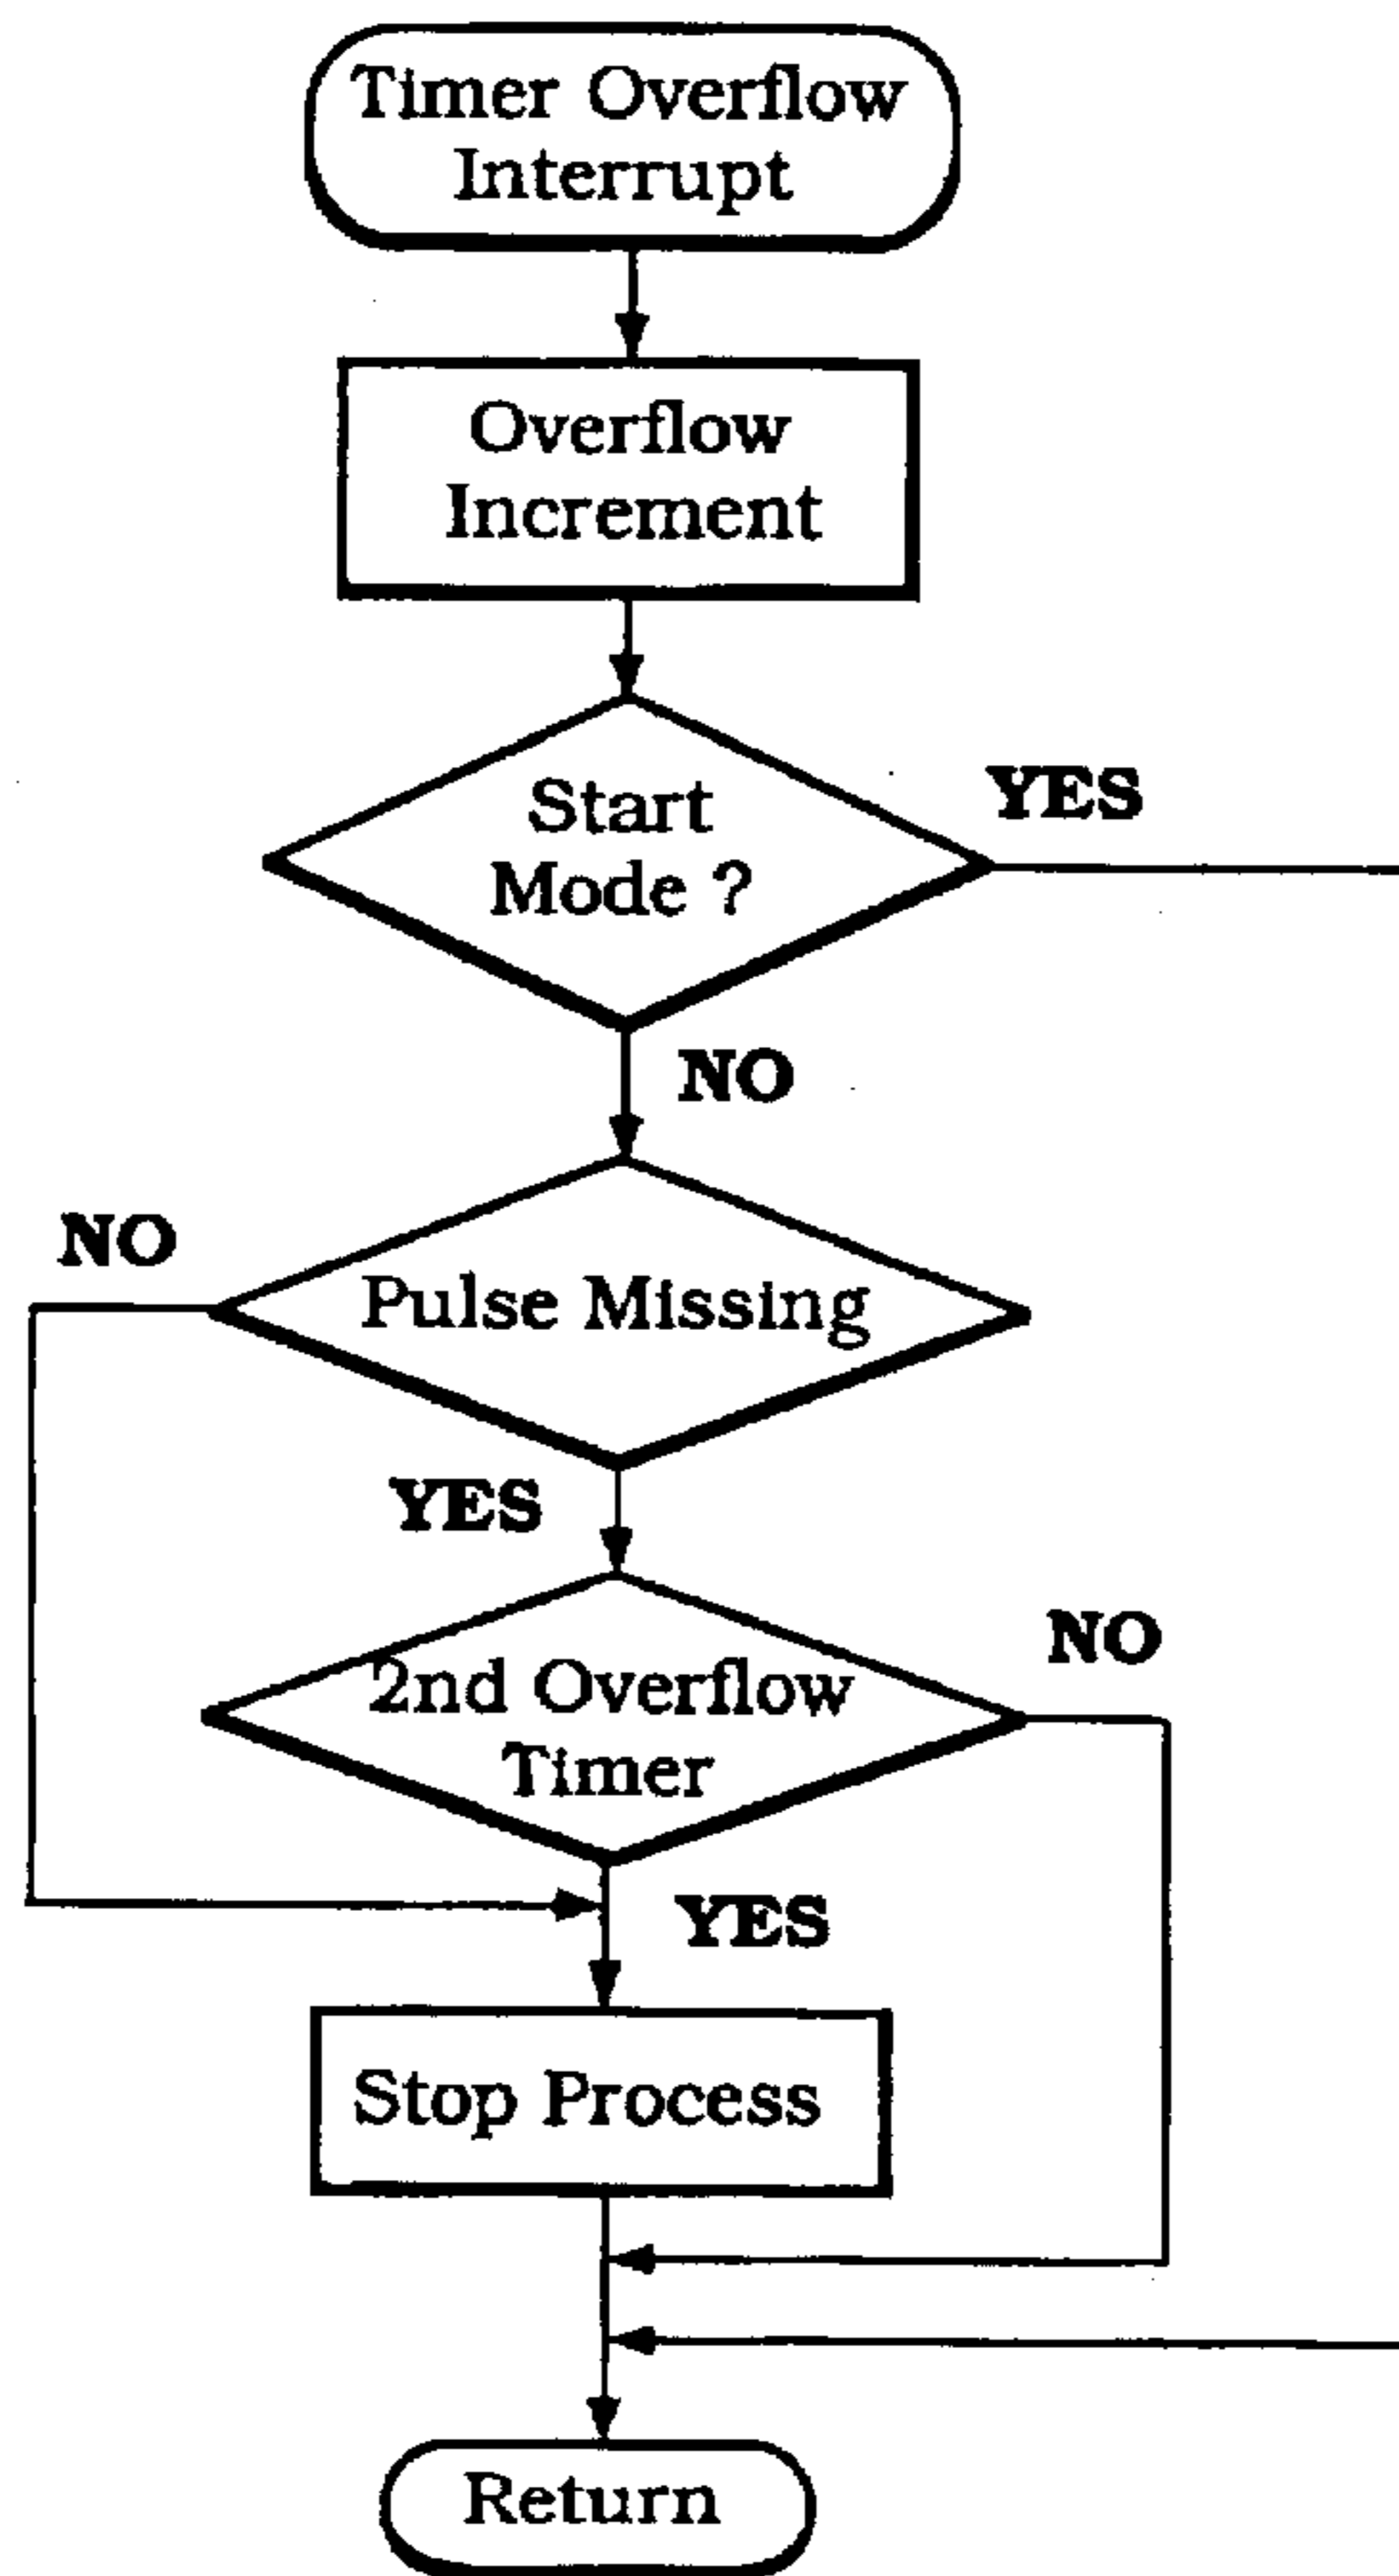 Timer Overflow
Interrupt
Overflow
Increment
Start
Mode ?
YES
NO
NO
Pulse Missing
YES
2nd Overflow
Timer
NO
YES
Stop Process
Return